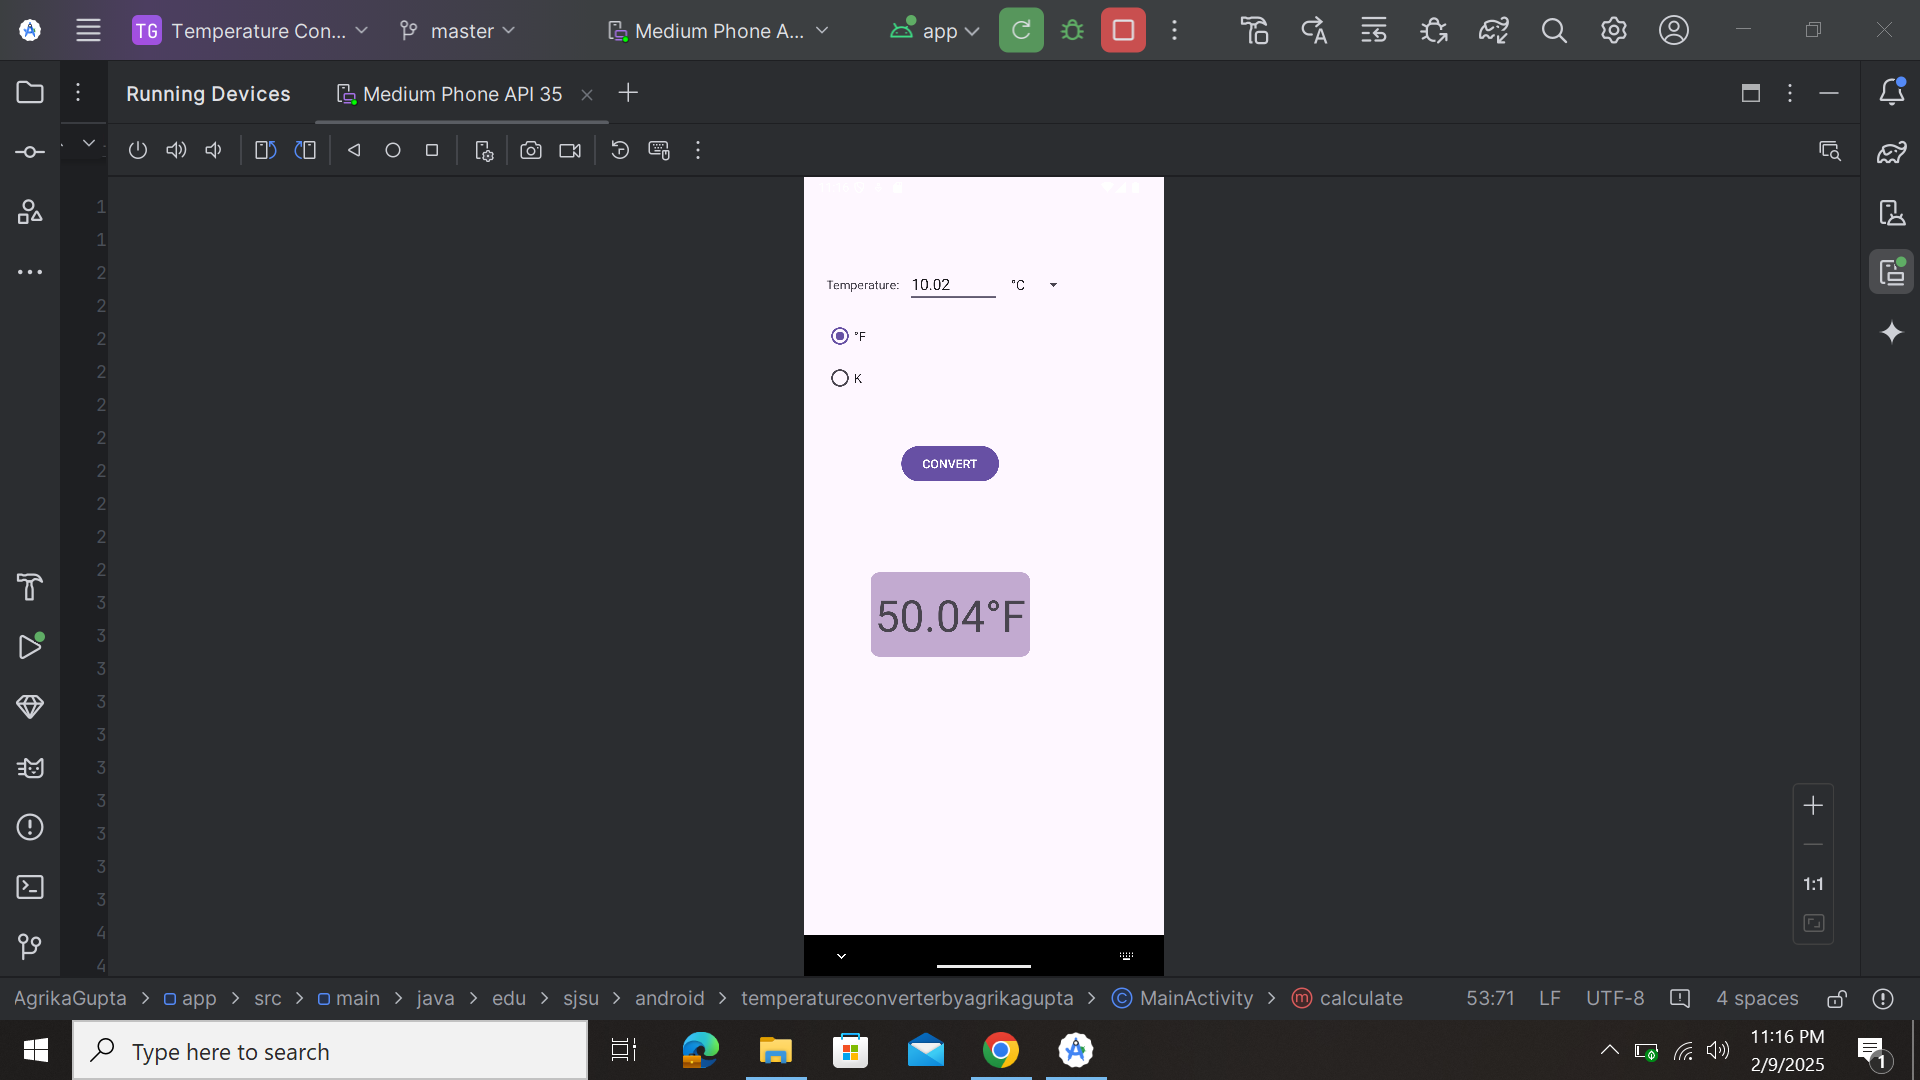 TG Temperature Con... master Medium Phone A... app
Running Devices Medium Phone API 35
1
1
2
2
2
2
2
2
2
2
2
2
3
3
3
3
3
3
3
3
3
3
4
4
Temperature: 10.02 °C
°F
K
CONVERT
50.04°F
1:1
AgrikaGupta app src main java edu sjsu android temperatureconverterbyagrikagupta MainActivity calculate 53:71 LF UTF-8 4 spaces
Type here to search
11:16 PM
2/9/2025
1